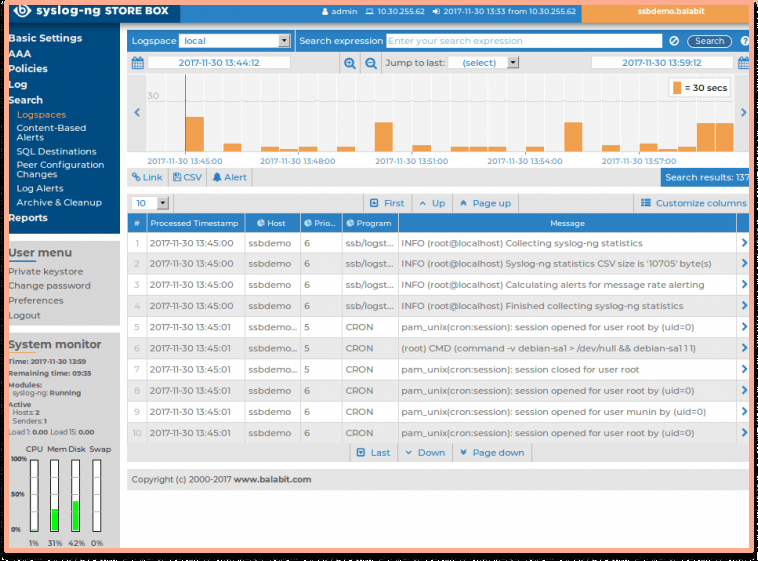 syslog-ng STORE BOX
admin 10.30.255.62 2017-11-30 13:33 from 10.30.255.62 ssbdemo.balabit
Basic Settings
AAA
Policies
Log
Search
Logspaces
Content-Based
Alerts
SQL Destinations
Peer Configuration
Changes
Log Alerts
Archive & Cleanup
Reports
User menu
Private keystore
Change password
Preferences
Logout
System monitor
Time: 2017-11-30 13:59
Remaining time: 09:35
Modules:
syslog-ng: Running
Active
Hosts: 2
Senders: 1
Load 1: 0.00 Load 15: 0.00
CPU Mem Disk Swap
100%
50%
0%
1% 31% 42% 0%
Logspace local Search expression Enter your search expression Search ?
2017-11-30 13:44:12 Jump to last: (select) 2017-11-30 13:59:12
30
= 30 secs
2017-11-30 13:45:00 2017-11-30 13:48:00 2017-11-30 13:51:00 2017-11-30 13:54:00 2017-11-30 13:57:00
Link CSV Alert Search results: 137
10 First Up Page up Customize columns
# Processed Timestamp Host Prio... Program Message
1 2017-11-30 13:45:00 ssbdemo 6 ssb/logst... INFO (root@localhost) Collecting syslog-ng statistics
2 2017-11-30 13:45:00 ssbdemo 6 ssb/logst... INFO (root@localhost) Syslog-ng statistics CSV size is '10705' byte(s)
3 2017-11-30 13:45:00 ssbdemo 6 ssb/logst... INFO (root@localhost) Calculating alerts for message rate alerting
4 2017-11-30 13:45:00 ssbdemo 6 ssb/logst... INFO (root@localhost) Finished collecting syslog-ng statistics
5 2017-11-30 13:45:01 ssbdemo... 5 CRON pam_unix(cron:session): session opened for user root by (uid=0)
6 2017-11-30 13:45:01 ssbdemo... 5 CRON (root) CMD (command -v debian-sa1 > /dev/null && debian-sa1 1 1)
7 2017-11-30 13:45:01 ssbdemo... 5 CRON pam_unix(cron:session): session closed for user root
8 2017-11-30 13:45:01 ssbdemo 6 CRON pam_unix(cron:session): session opened for user root by (uid=0)
9 2017-11-30 13:45:01 ssbdemo 6 CRON pam_unix(cron:session): session opened for user munin by (uid=0)
10 2017-11-30 13:45:01 ssbdemo 6 CRON pam_unix(cron:session): session opened for user root by (uid=0)
Last Down Page down
Copyright (c) 2000-2017 www.balabit.com